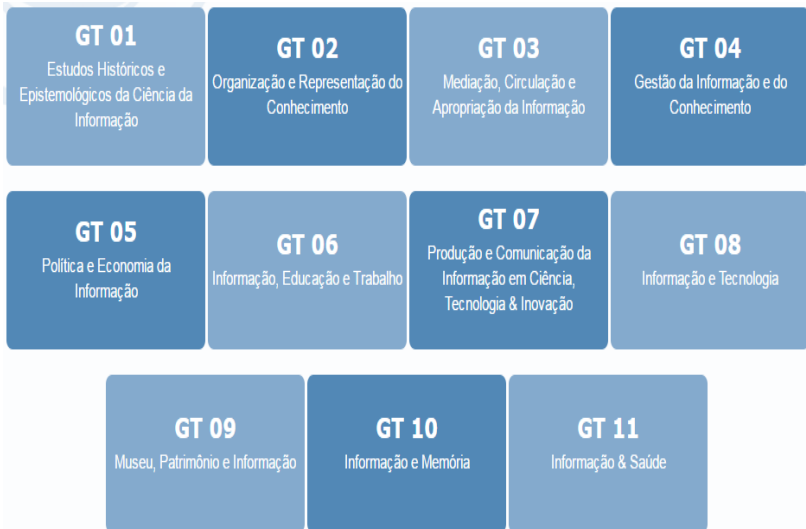 GT 01
Estudos Históricos e
Epistemológicos da Ciência da
Informação
GT 02
Organização e Representação do
Conhecimento
GT 03
Mediação, Circulação e
Apropriação da Informação
GT 04
Gestão da Informação e do
Conhecimento
GT 05
Política e Economia da
Informação
GT 06
Informação, Educação e Trabalho
GT 07
Produção e Comunicação da
Informação em Ciência,
Tecnologia & Inovação
GT 08
Informação e Tecnologia
GT 09
Museu, Patrimônio e Informação
GT 10
Informação e Memória
GT 11
Informação & Saúde